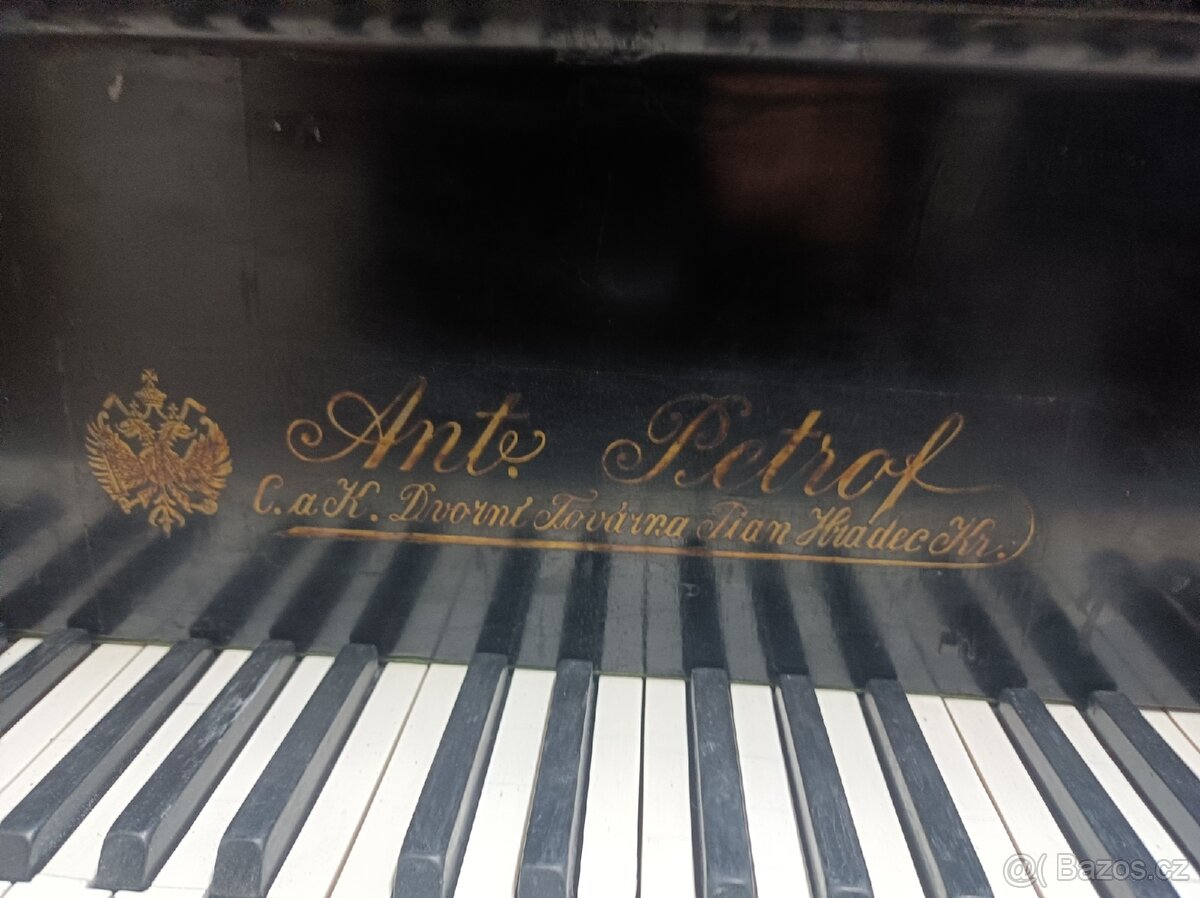 Ant. Petrof
C. a K. Dvorní Továrna Pian Hradec Kr.
@( Bazos.cz